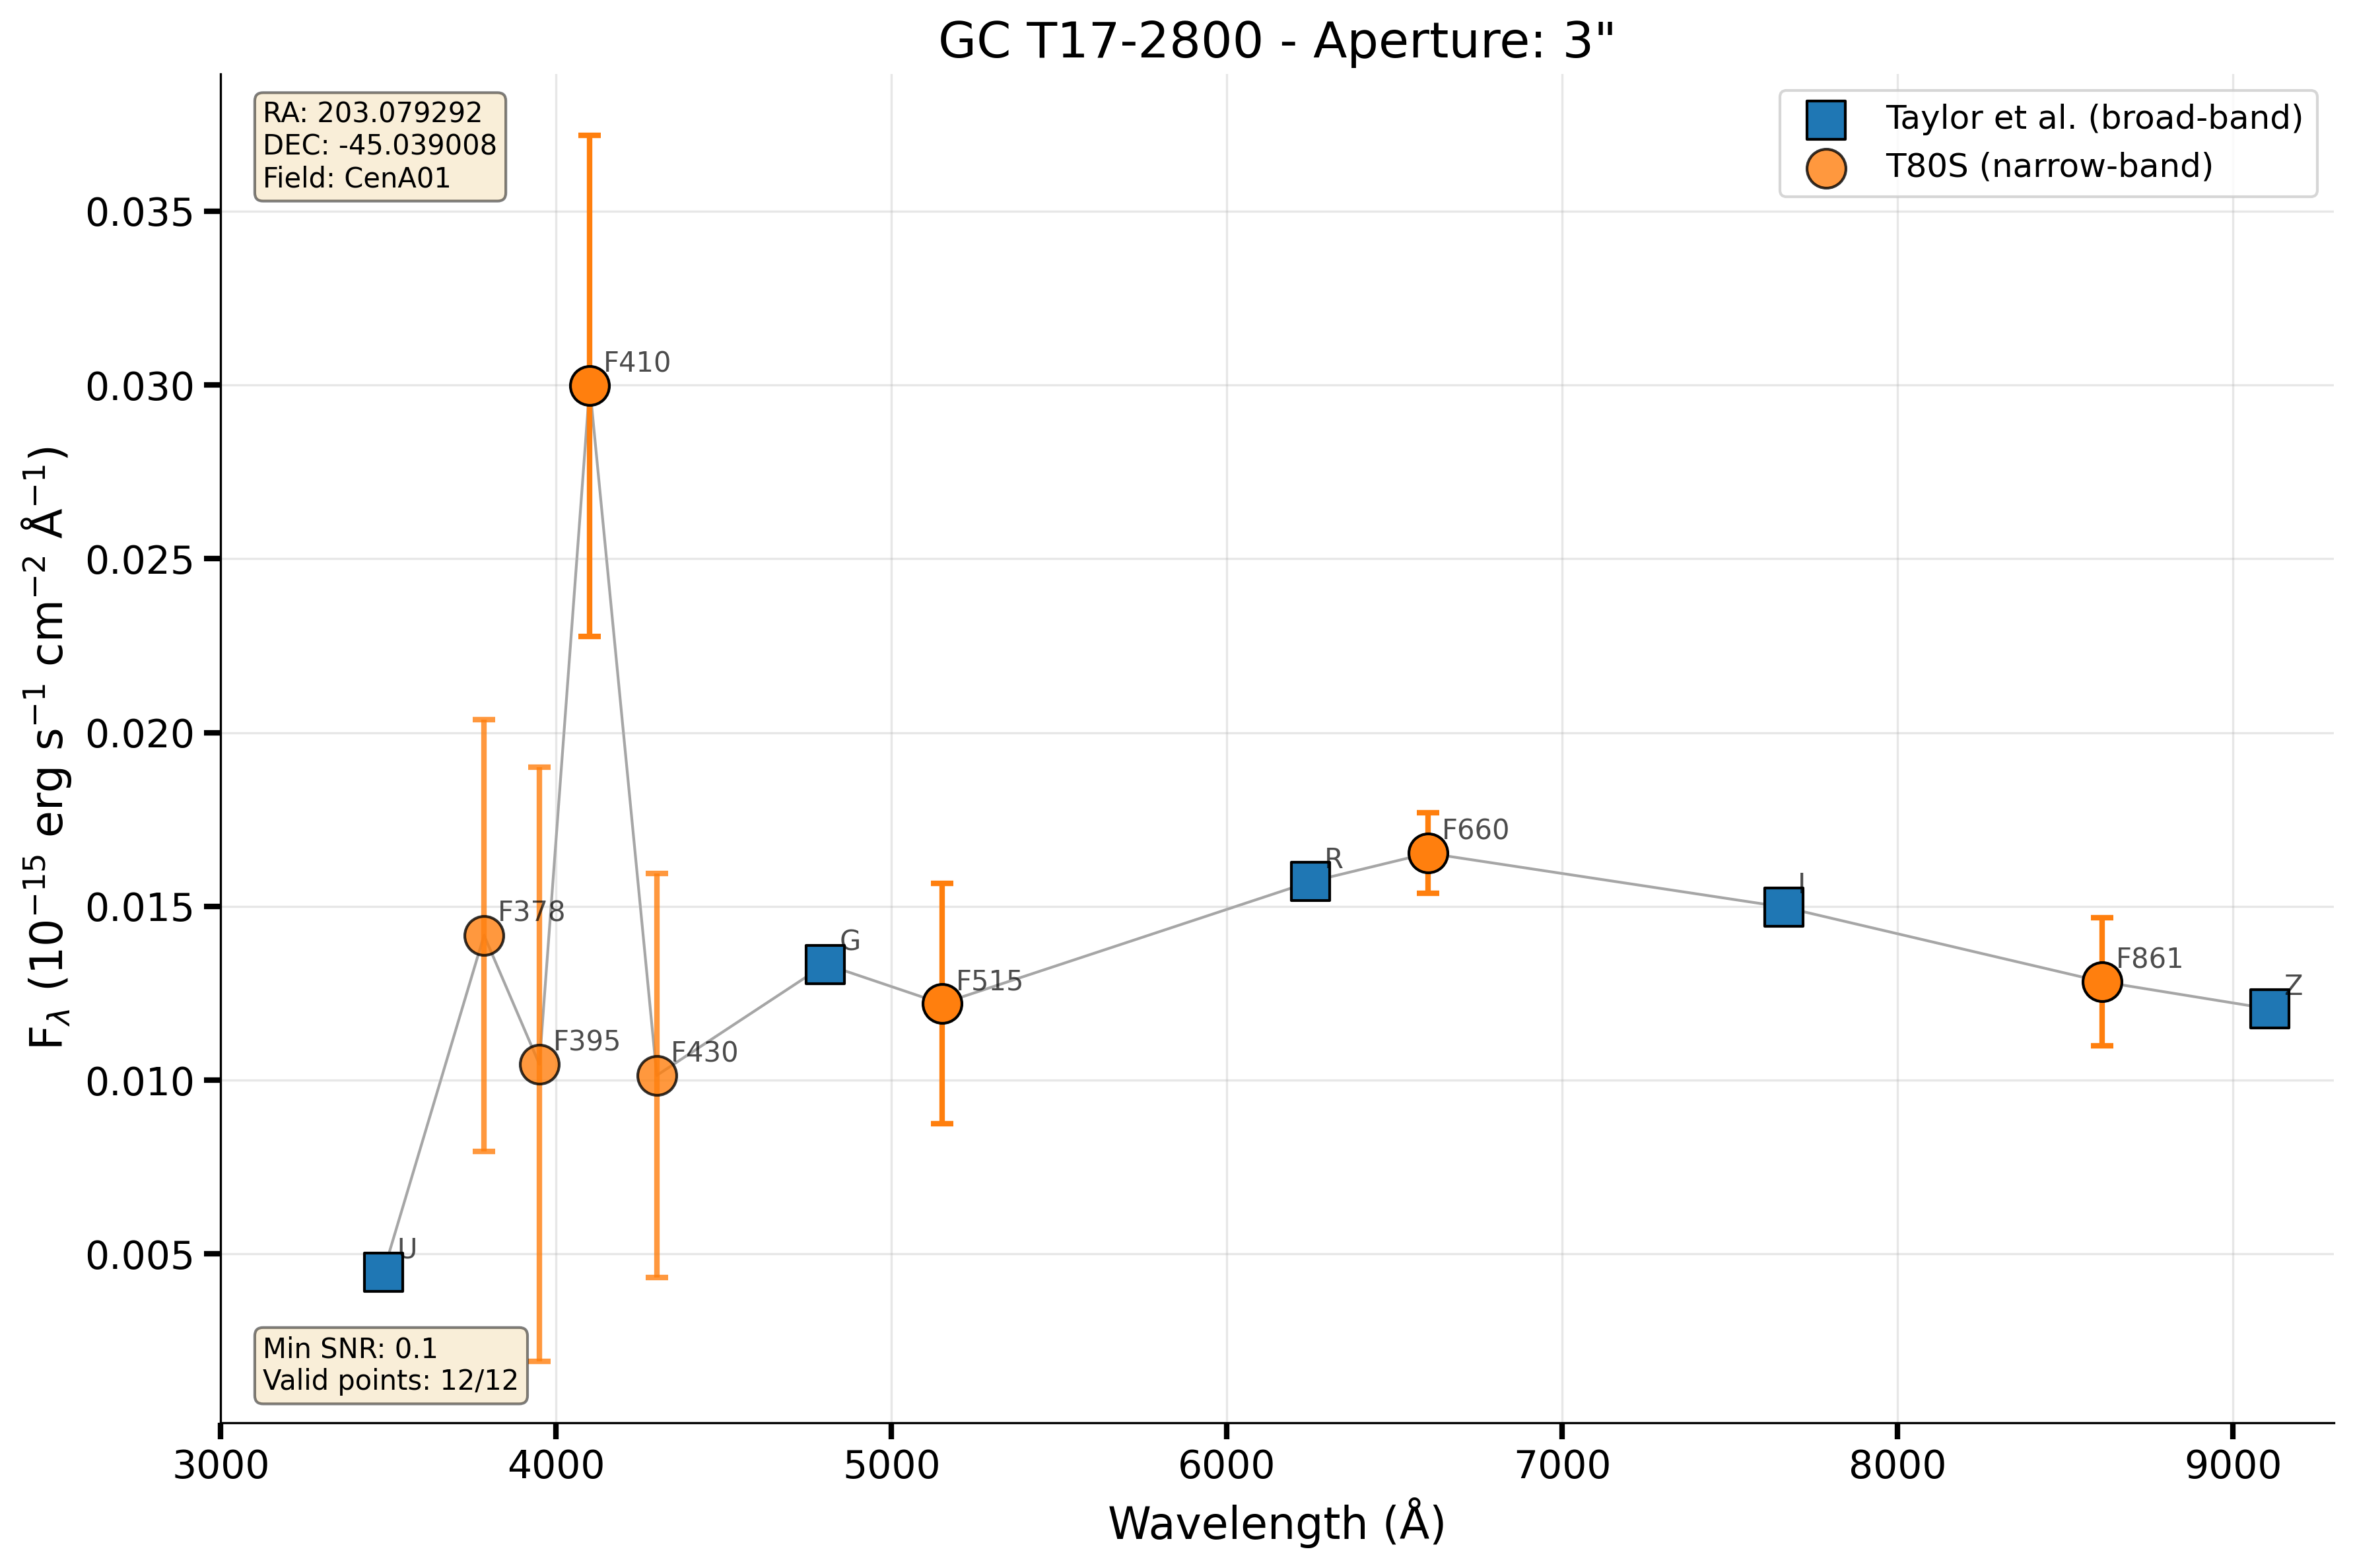 GC T17-2800 - Aperture: 3"
RA: 203.079292
DEC: -45.039008
Field: CenA01
Taylor et al. (broad-band)
T80S (narrow-band)
F_λ (10⁻¹⁵ erg s⁻¹ cm⁻² Å⁻¹)
0.035
0.030
0.025
0.020
0.015
0.010
0.005
F410
F378
F395
F430
G
F515
R
F660
I
F861
Z
U
Min SNR: 0.1
Valid points: 12/12
3000 4000 5000 6000 7000 8000 9000
Wavelength (Å)